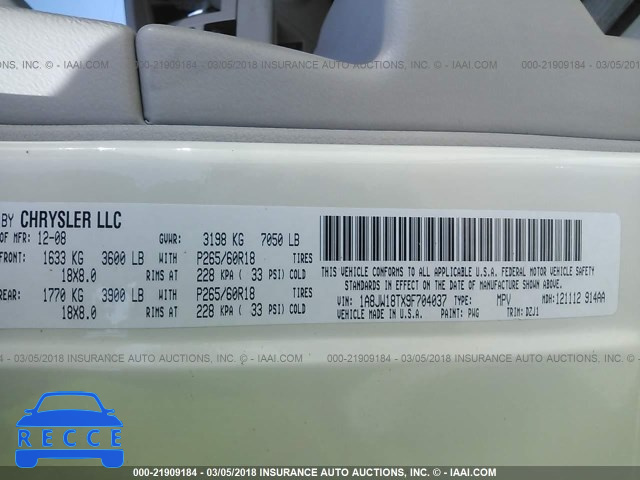 NC. - IAAI.COM 000-21909184 - 03/05/2018 INSURANCE AUTO AUCTIONS, INC. - IAAI.COM 000-21909184 - 03/05/2018 INSURANCE
BY CHRYSLER LLC
OF MFR: 12-08 GVWR: 3198 KG 7050 LB
FRONT: 1633 KG 3600 LB WITH P265/60R18 TIRES
18X8.0 RIMS AT 228 KPA ( 33 PSI) COLD
REAR: 1770 KG 3900 LB WITH P265/60R18 TIRES
18X8.0 RIMS AT 228 KPA ( 33 PSI) COLD
THIS VEHICLE CONFORMS TO ALL APPLICABLE U.S.A. FEDERAL MOTOR VEHICLE SAFETY
STANDARDS IN EFFECT ON THE DATE OF MANUFACTURE SHOWN ABOVE.
VIN: 1A8JW18TX9F704037 TYPE: MPV MDH:121112 914AA
VEHICLE MADE IN U.S.A. PAINT: PWG TRIM: DZJ1
- 03/05/2018 INSURANCE AUTO AUCTIONS, INC. - IAAI.COM 000-21909184 - 03/05/2018 INSURANCE AUTO AUCTIONS, INC.
RECCE
000-21909184 - 03/05/2018 INSURANCE AUTO AUCTIONS, INC. - IAAI.COM